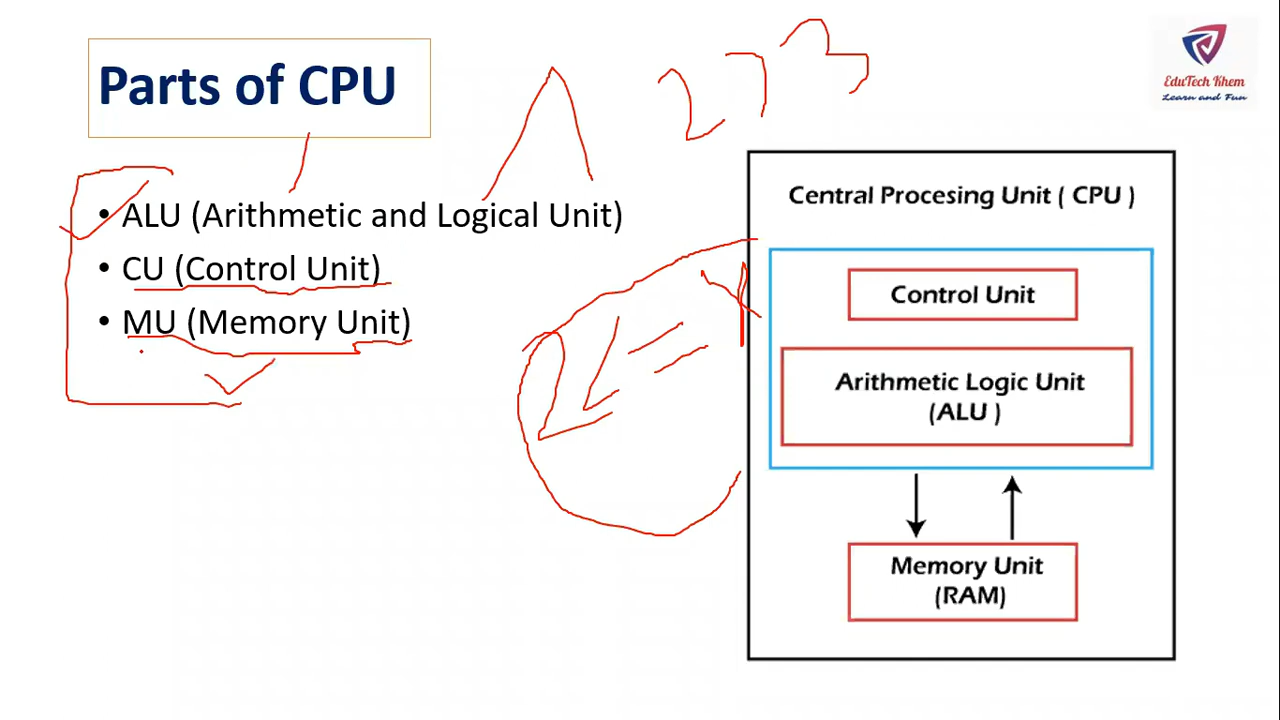 Parts of CPU
EduTech Khem
Learn and Fun
• ALU (Arithmetic and Logical Unit)
• CU (Control Unit)
• MU (Memory Unit)
Central Procesing Unit ( CPU )
Control Unit
Arithmetic Logic Unit
(ALU )
Memory Unit
(RAM)